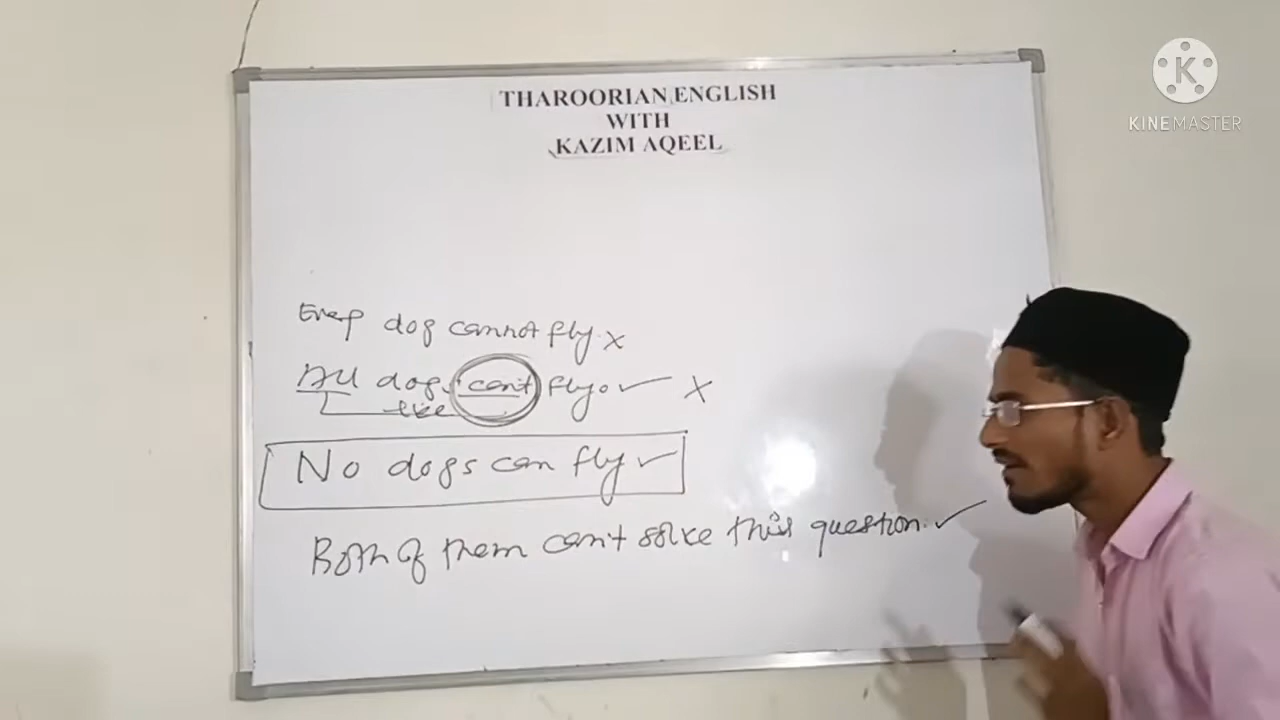 THAROORIAN ENGLISH
WITH
KAZIM AQEEL
Every dog cannot fly. ×
All dogs can't fly ✓ ×
like
No dogs can fly ✓
Both of them can't solve this question. ✓
K
KINEMASTER